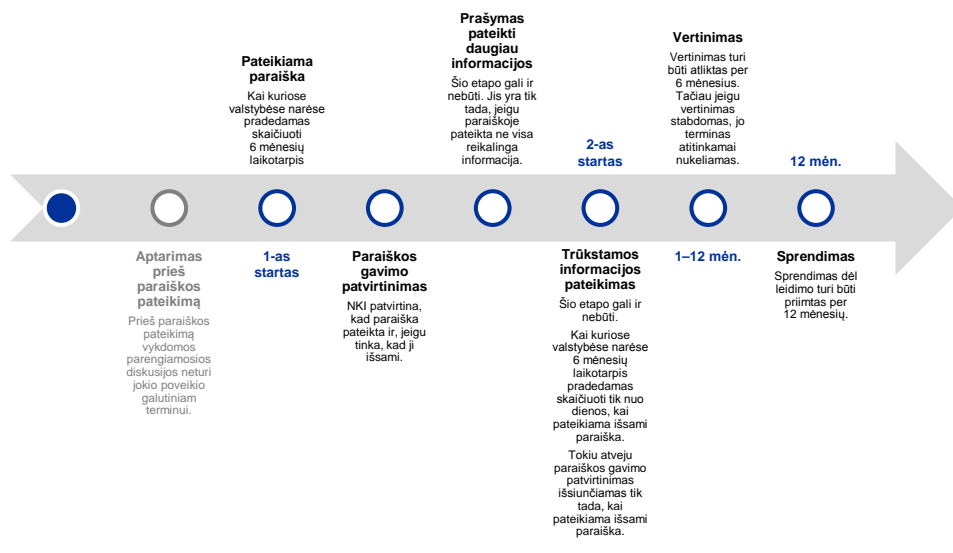 Pateikiama
paraiška
Kai kuriose
valstybėse narėse
pradedamas
skaičiuoti
6 mėnesių
laikotarpis
Prašymas
pateikti
daugiau
informacijos
Šio etapo gali ir
nebūti. Jis yra tik
tada, jeigu
paraiškoje
pateikta ne visa
reikalinga
informacija.
2-as
startas
Vertinimas
Vertinimas turi
būti atliktas per
6 mėnesius.
Tačiau jeigu
vertinimas
stabdomas, jo
terminas
atitinkamai
nukeliamas.
12 mėn.
Aptarimas
prieš
paraiškos
pateikimą
Prieš paraiškos
pateikimą
vykdomos
parengiamosios
diskusijos neturi
jokio poveikio
galutiniam
terminui.
1-as
startas
Paraiškos
gavimo
patvirtinimas
NKI patvirtina,
kad paraiška
pateikta ir, jeigu
tinka, kad ji
išsami.
Trūkstamos
informacijos
pateikimas
Šio etapo gali ir
nebūti.
Kai kuriose
valstybėse narėse
6 mėnesių
laikotarpis
pradedamas
skaičiuoti tik nuo
dienos, kai
pateikiama išsami
paraiška.
Tokiu atveju
paraiškos gavimo
patvirtinimas
išsiunčiamas tik
tada, kai
pateikiama išsami
paraiška.
1–12 mėn.
Sprendimas
Sprendimas dėl
leidimo turi būti
priimtas per
12 mėnesių.